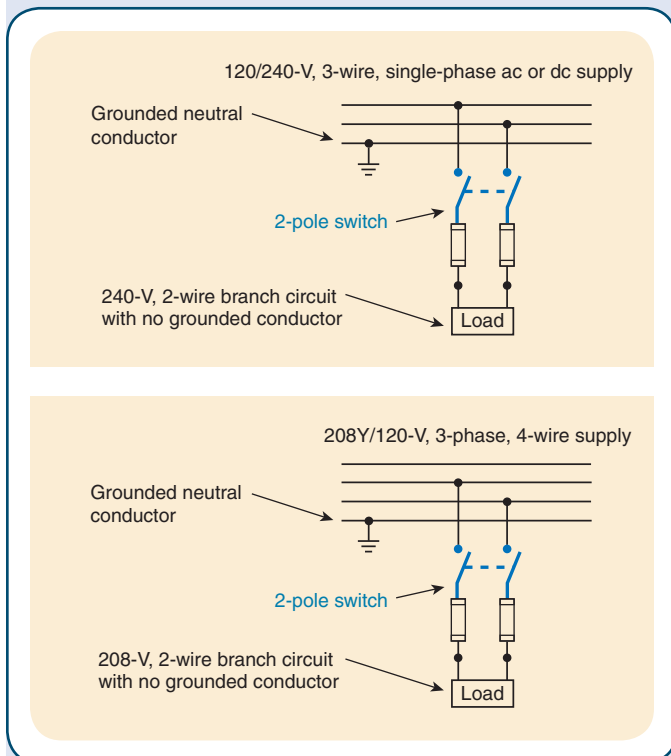 120/240-V, 3-wire, single-phase ac or dc supply
Grounded neutral
conductor
2-pole switch
240-V, 2-wire branch circuit
with no grounded conductor
Load
208Y/120-V, 3-phase, 4-wire supply
Grounded neutral
conductor
2-pole switch
208-V, 2-wire branch circuit
with no grounded conductor
Load